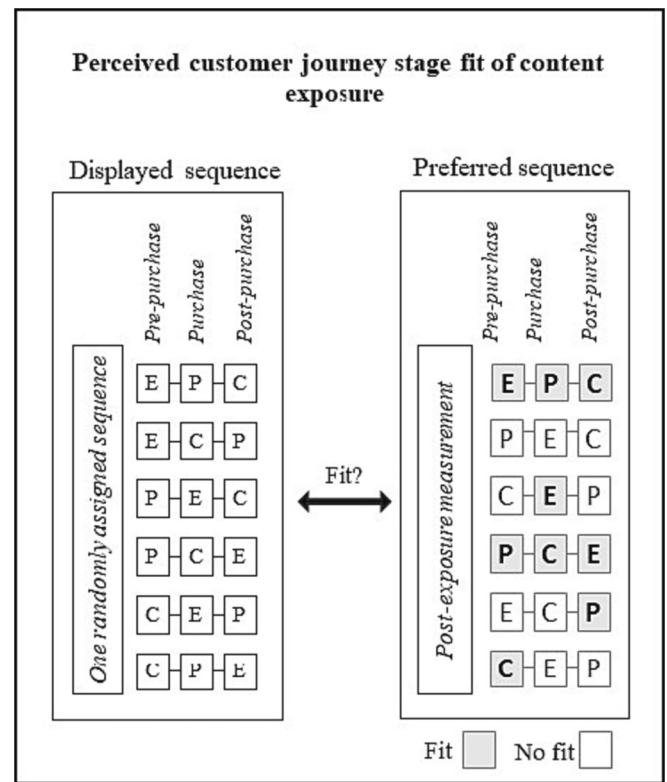 Perceived customer journey stage fit of content
exposure
Displayed sequence
Pre-purchase
Purchase
Post-purchase
One randomly assigned sequence
E P C
E C P
P E C
P C E
C E P
C P E
Fit?
Preferred sequence
Pre-purchase
Purchase
Post-purchase
Post-exposure measurement
E P C
P E C
C E P
P C E
E C P
C E P
Fit No fit